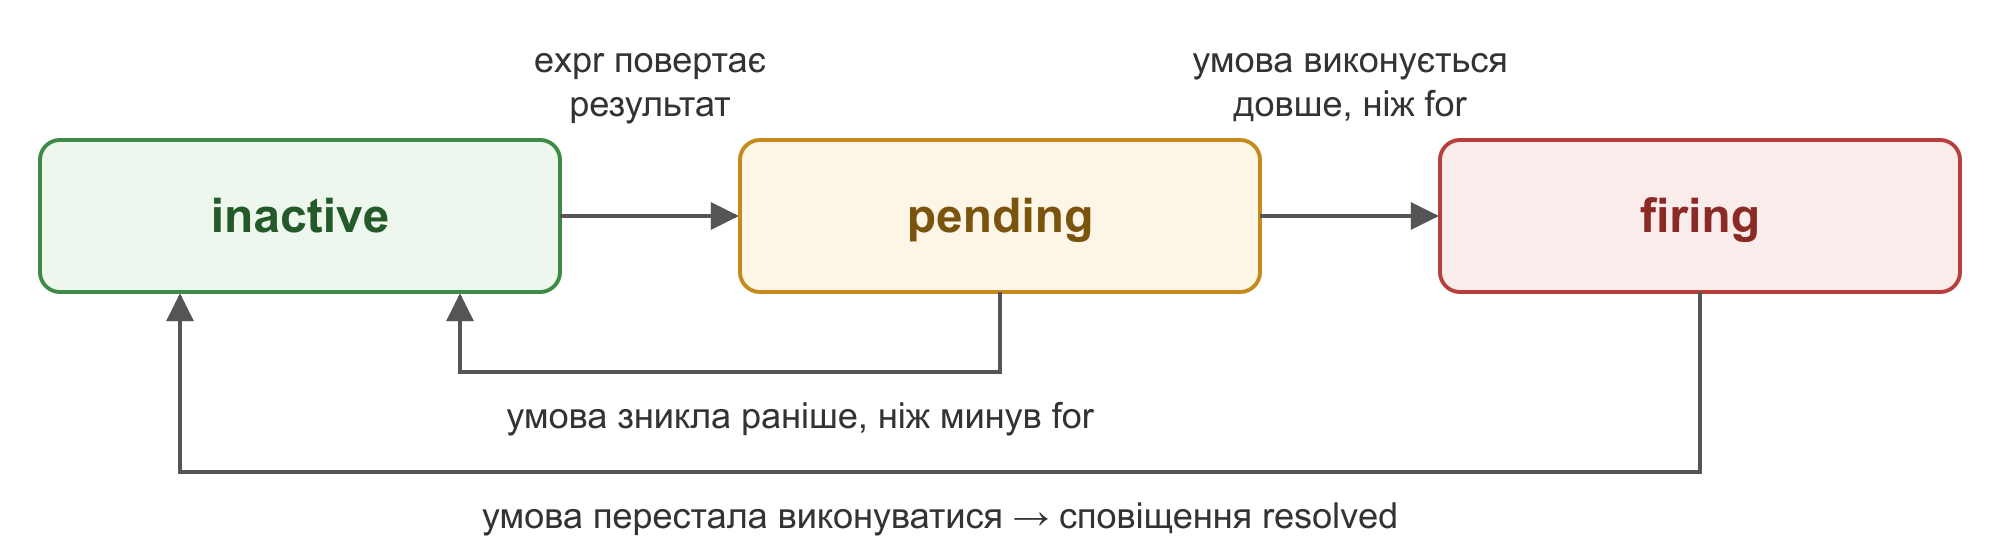 expr повертає
результат
умова виконується
довше, ніж for
inactive
pending
firing
умова зникла раніше, ніж минув for
умова перестала виконуватися → сповіщення resolved